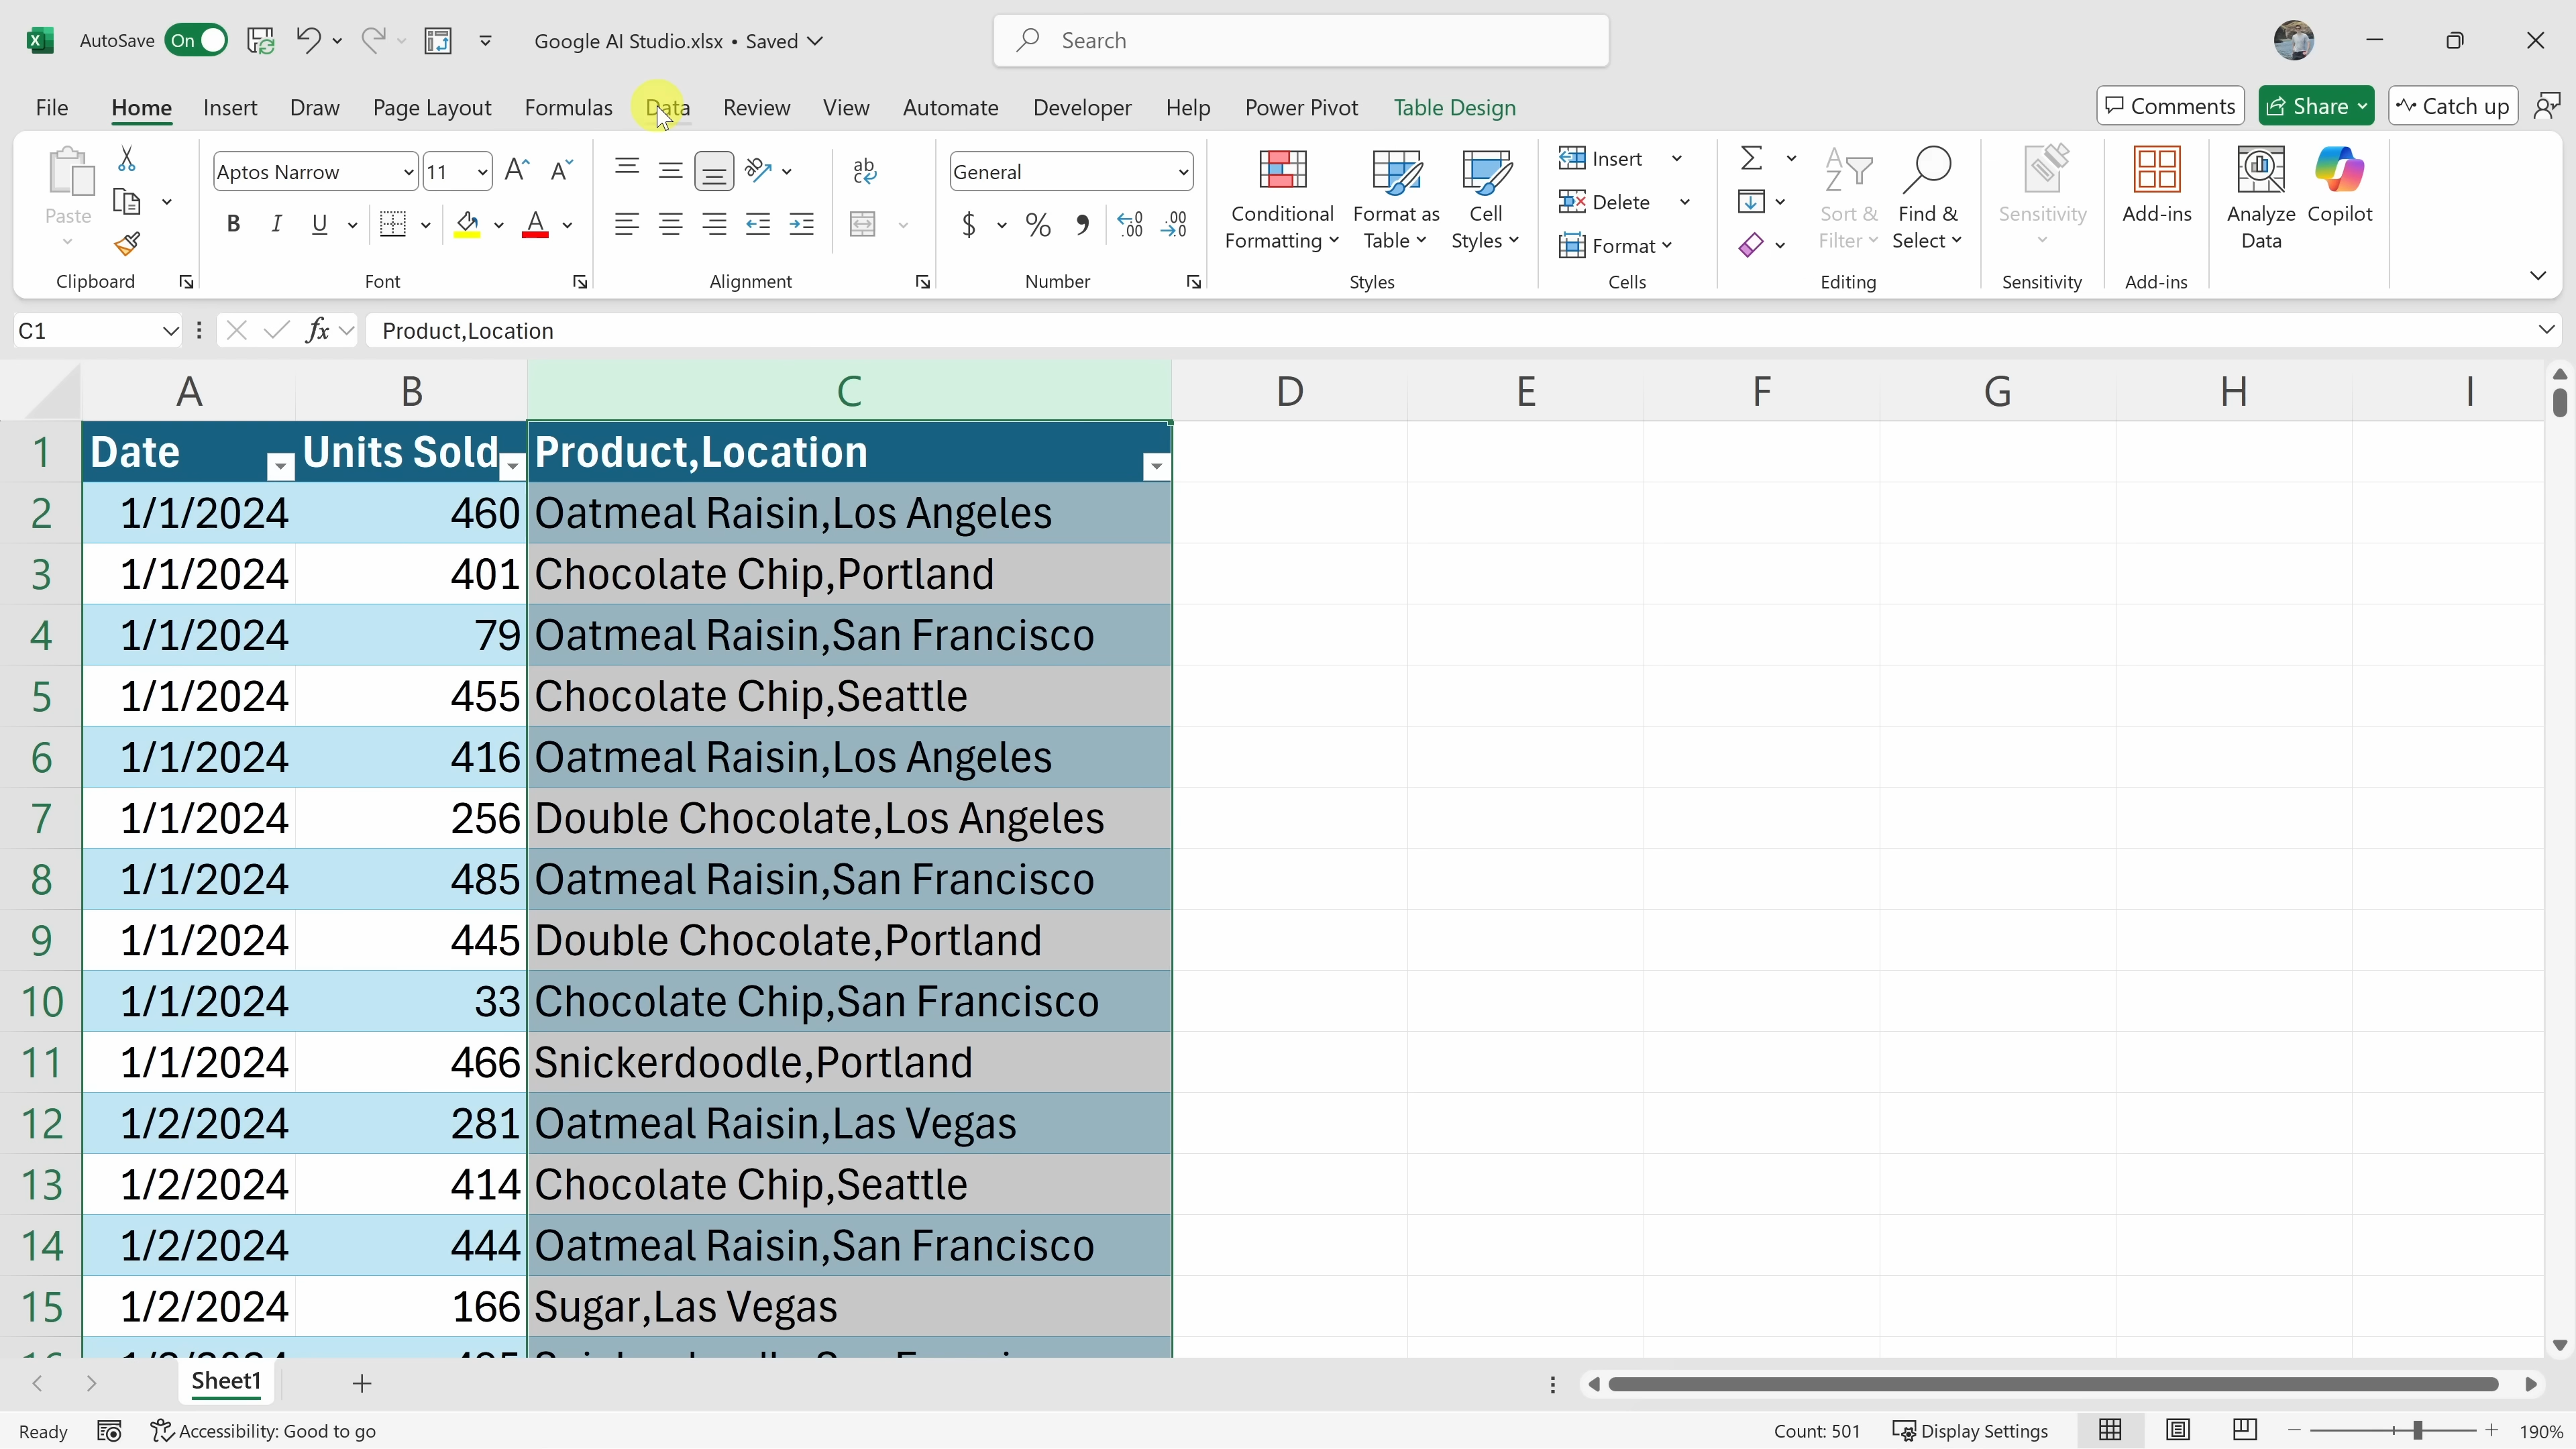 AutoSave On Google AI Studio.xlsx • Saved Search
File Home Insert Draw Page Layout Formulas Data Review View Automate Developer Help Power Pivot Table Design Comments Share Catch up
Paste
Clipboard
Aptos Narrow 11
B I U A
Font
ab
Alignment
General
$ % 9 .00
Number
Conditional Formatting
Format as Table
Cell Styles
Styles
Insert
Delete
Format
Cells
Sort & Filter
Find & Select
Editing
Sensitivity
Sensitivity
Add-ins
Add-ins
Analyze Data
Copilot
C1 fx Product,Location
A B C D E F G H I
1 Date Units Sold Product,Location
2 1/1/2024 460 Oatmeal Raisin,Los Angeles
3 1/1/2024 401 Chocolate Chip,Portland
4 1/1/2024 79 Oatmeal Raisin,San Francisco
5 1/1/2024 455 Chocolate Chip,Seattle
6 1/1/2024 416 Oatmeal Raisin,Los Angeles
7 1/1/2024 256 Double Chocolate,Los Angeles
8 1/1/2024 485 Oatmeal Raisin,San Francisco
9 1/1/2024 445 Double Chocolate,Portland
10 1/1/2024 33 Chocolate Chip,San Francisco
11 1/1/2024 466 Snickerdoodle,Portland
12 1/2/2024 281 Oatmeal Raisin,Las Vegas
13 1/2/2024 414 Chocolate Chip,Seattle
14 1/2/2024 444 Oatmeal Raisin,San Francisco
15 1/2/2024 166 Sugar,Las Vegas
Sheet1
Ready Accessibility: Good to go Count: 501 Display Settings 190%